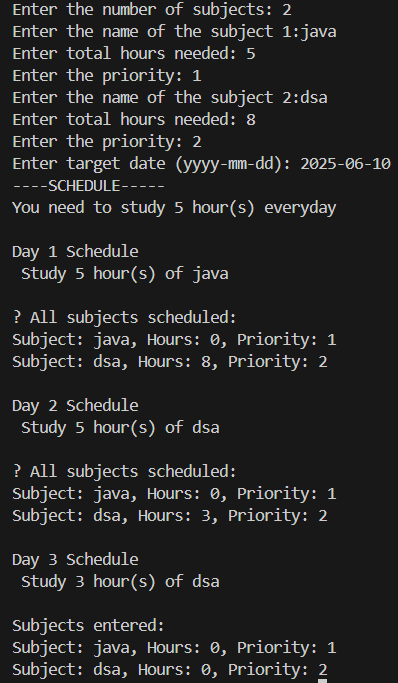 Enter the number of subjects: 2
Enter the name of the subject 1:java
Enter total hours needed: 5
Enter the priority: 1
Enter the name of the subject 2:dsa
Enter total hours needed: 8
Enter the priority: 2
Enter target date (yyyy-mm-dd): 2025-06-10
----SCHEDULE-----
You need to study 5 hour(s) everyday
Day 1 Schedule
Study 5 hour(s) of java
? All subjects scheduled:
Subject: java, Hours: 0, Priority: 1
Subject: dsa, Hours: 8, Priority: 2
Day 2 Schedule
Study 5 hour(s) of dsa
? All subjects scheduled:
Subject: java, Hours: 0, Priority: 1
Subject: dsa, Hours: 3, Priority: 2
Day 3 Schedule
Study 3 hour(s) of dsa
Subjects entered:
Subject: java, Hours: 0, Priority: 1
Subject: dsa, Hours: 0, Priority: 2